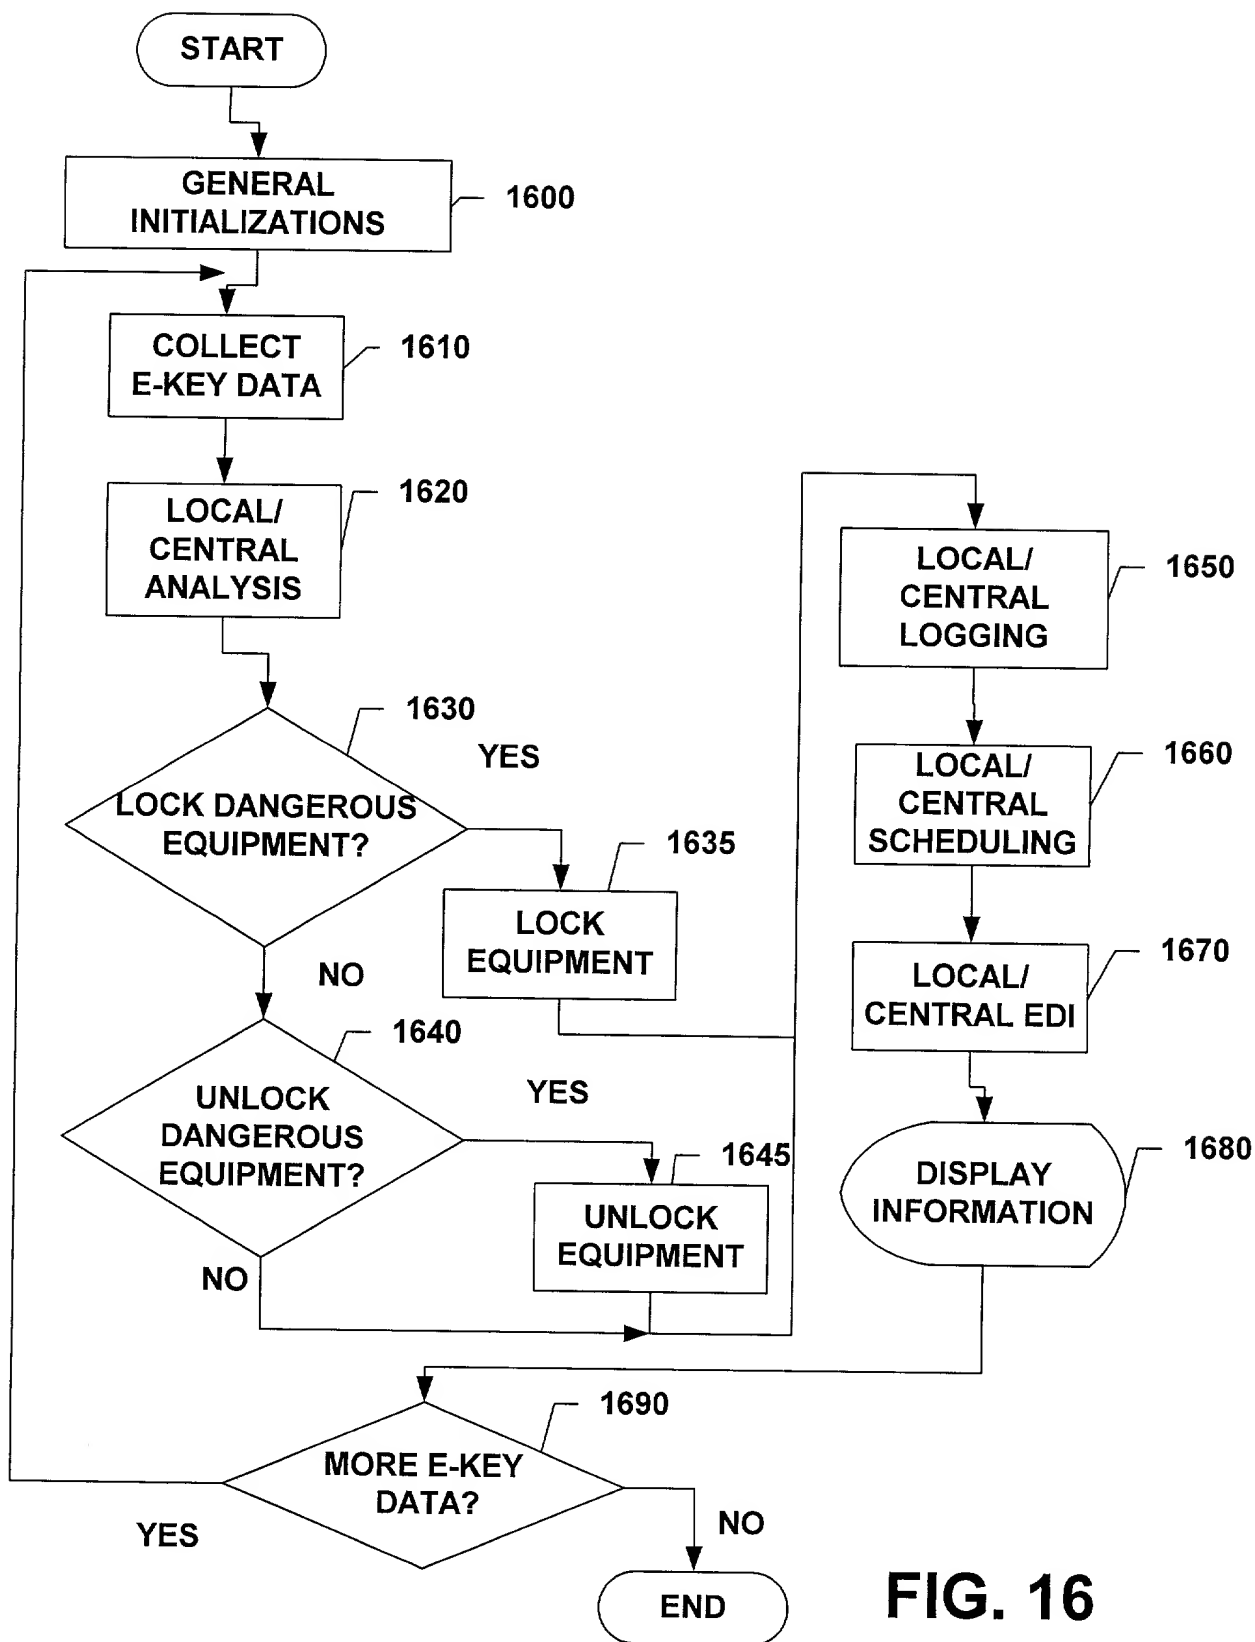 START
GENERAL
INITIALIZATIONS
1600
COLLECT
E-KEY DATA
1610
LOCAL/
CENTRAL
ANALYSIS
1620
LOCK DANGEROUS
EQUIPMENT?
1630
YES
NO
LOCK
EQUIPMENT
1635
UNLOCK
DANGEROUS
EQUIPMENT?
1640
YES
NO
UNLOCK
EQUIPMENT
1645
LOCAL/
CENTRAL
LOGGING
1650
LOCAL/
CENTRAL
SCHEDULING
1660
LOCAL/
CENTRAL EDI
1670
DISPLAY
INFORMATION
1680
MORE E-KEY
DATA?
1690
YES
NO
END
FIG. 16